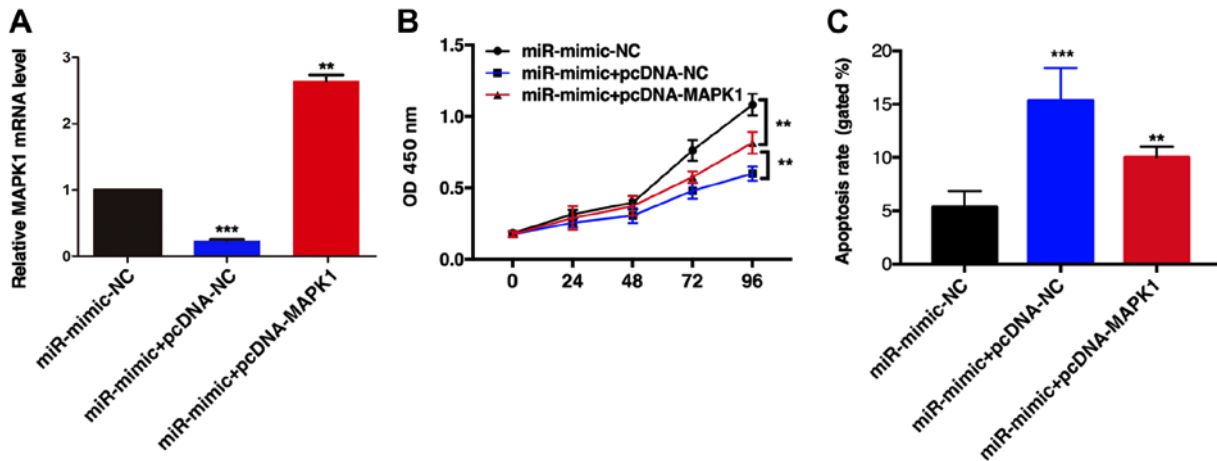 A
Relative MAPK1 mRNA level
3
2
1
0
**
***
miR-mimic-NC
miR-mimic+pcDNA-NC
miR-mimic+pcDNA-MAPK1
B
OD 450 nm
1.5
1.0
0.5
0.0
miR-mimic-NC
miR-mimic+pcDNA-NC
miR-mimic+pcDNA-MAPK1
**
**
0 24 48 72 96
C
Apoptosis rate (gated %)
20
15
10
5
0
***
**
miR-mimic-NC
miR-mimic+pcDNA-NC
miR-mimic+pcDNA-MAPK1